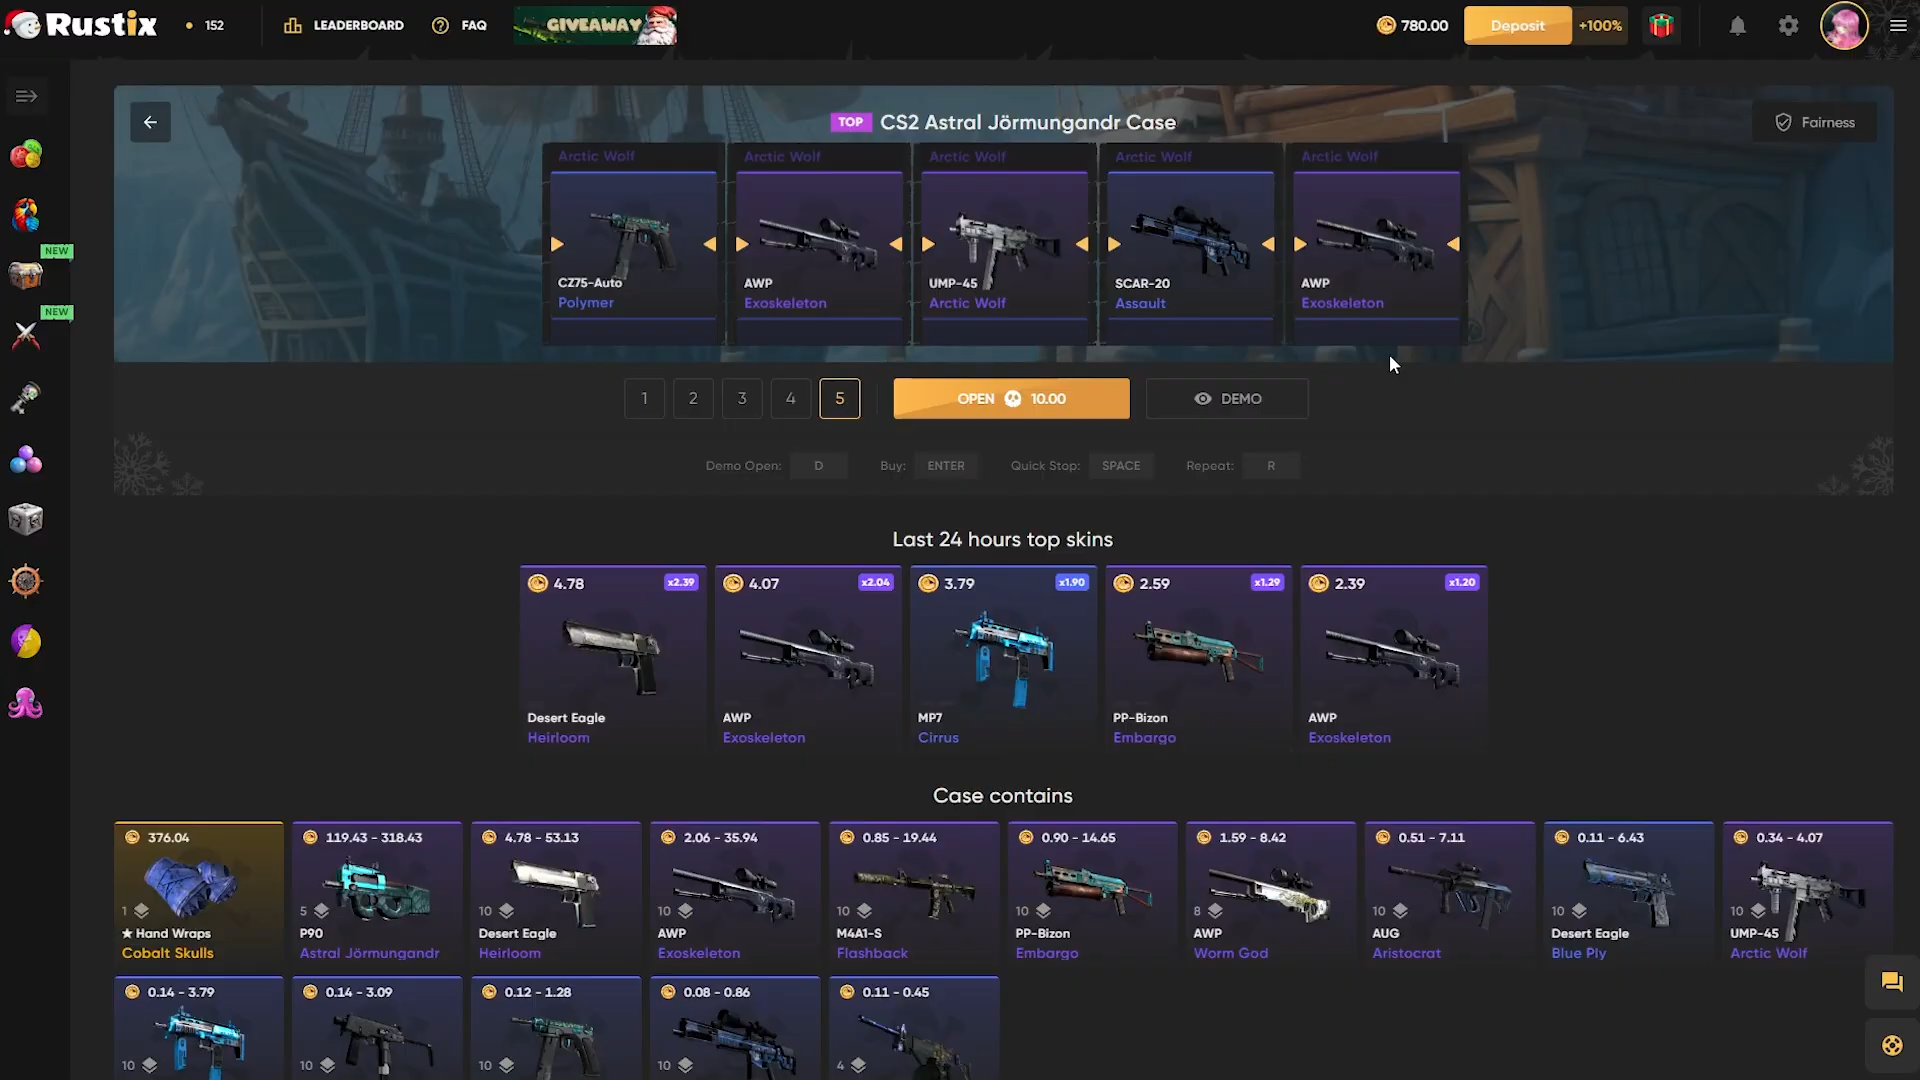 Rustix
152
LEADERBOARD
FAQ
GIVEAWAY
780.00
Deposit
+100%
TOP
CS2 Astral Jörmungandr Case
Fairness
Arctic Wolf
Arctic Wolf
Arctic Wolf
Arctic Wolf
Arctic Wolf
CZ75-Auto
Polymer
AWP
Exoskeleton
UMP-45
Arctic Wolf
SCAR-20
Assault
AWP
Exoskeleton
NEW
NEW
1
2
3
4
5
OPEN 10.00
DEMO
Demo Open: D
Buy: ENTER
Quick Stop: SPACE
Repeat: R
Last 24 hours top skins
4.78
x2.39
Desert Eagle
Heirloom
4.07
x2.04
AWP
Exoskeleton
3.79
x1.90
MP7
Cirrus
2.59
x1.29
PP-Bizon
Embargo
2.39
x1.20
AWP
Exoskeleton
Case contains
376.04
1
★ Hand Wraps
Cobalt Skulls
119.43 - 318.43
5
P90
Astral Jörmungandr
4.78 - 53.13
10
Desert Eagle
Heirloom
2.06 - 35.94
10
AWP
Exoskeleton
0.85 - 19.44
10
M4A1-S
Flashback
0.90 - 14.65
10
PP-Bizon
Embargo
1.59 - 8.42
8
AWP
Worm God
0.51 - 7.11
10
AUG
Aristocrat
0.11 - 6.43
10
Desert Eagle
Blue Ply
0.34 - 4.07
10
UMP-45
Arctic Wolf
0.14 - 3.79
10
0.14 - 3.09
10
0.12 - 1.28
10
0.08 - 0.86
10
0.11 - 0.45
4